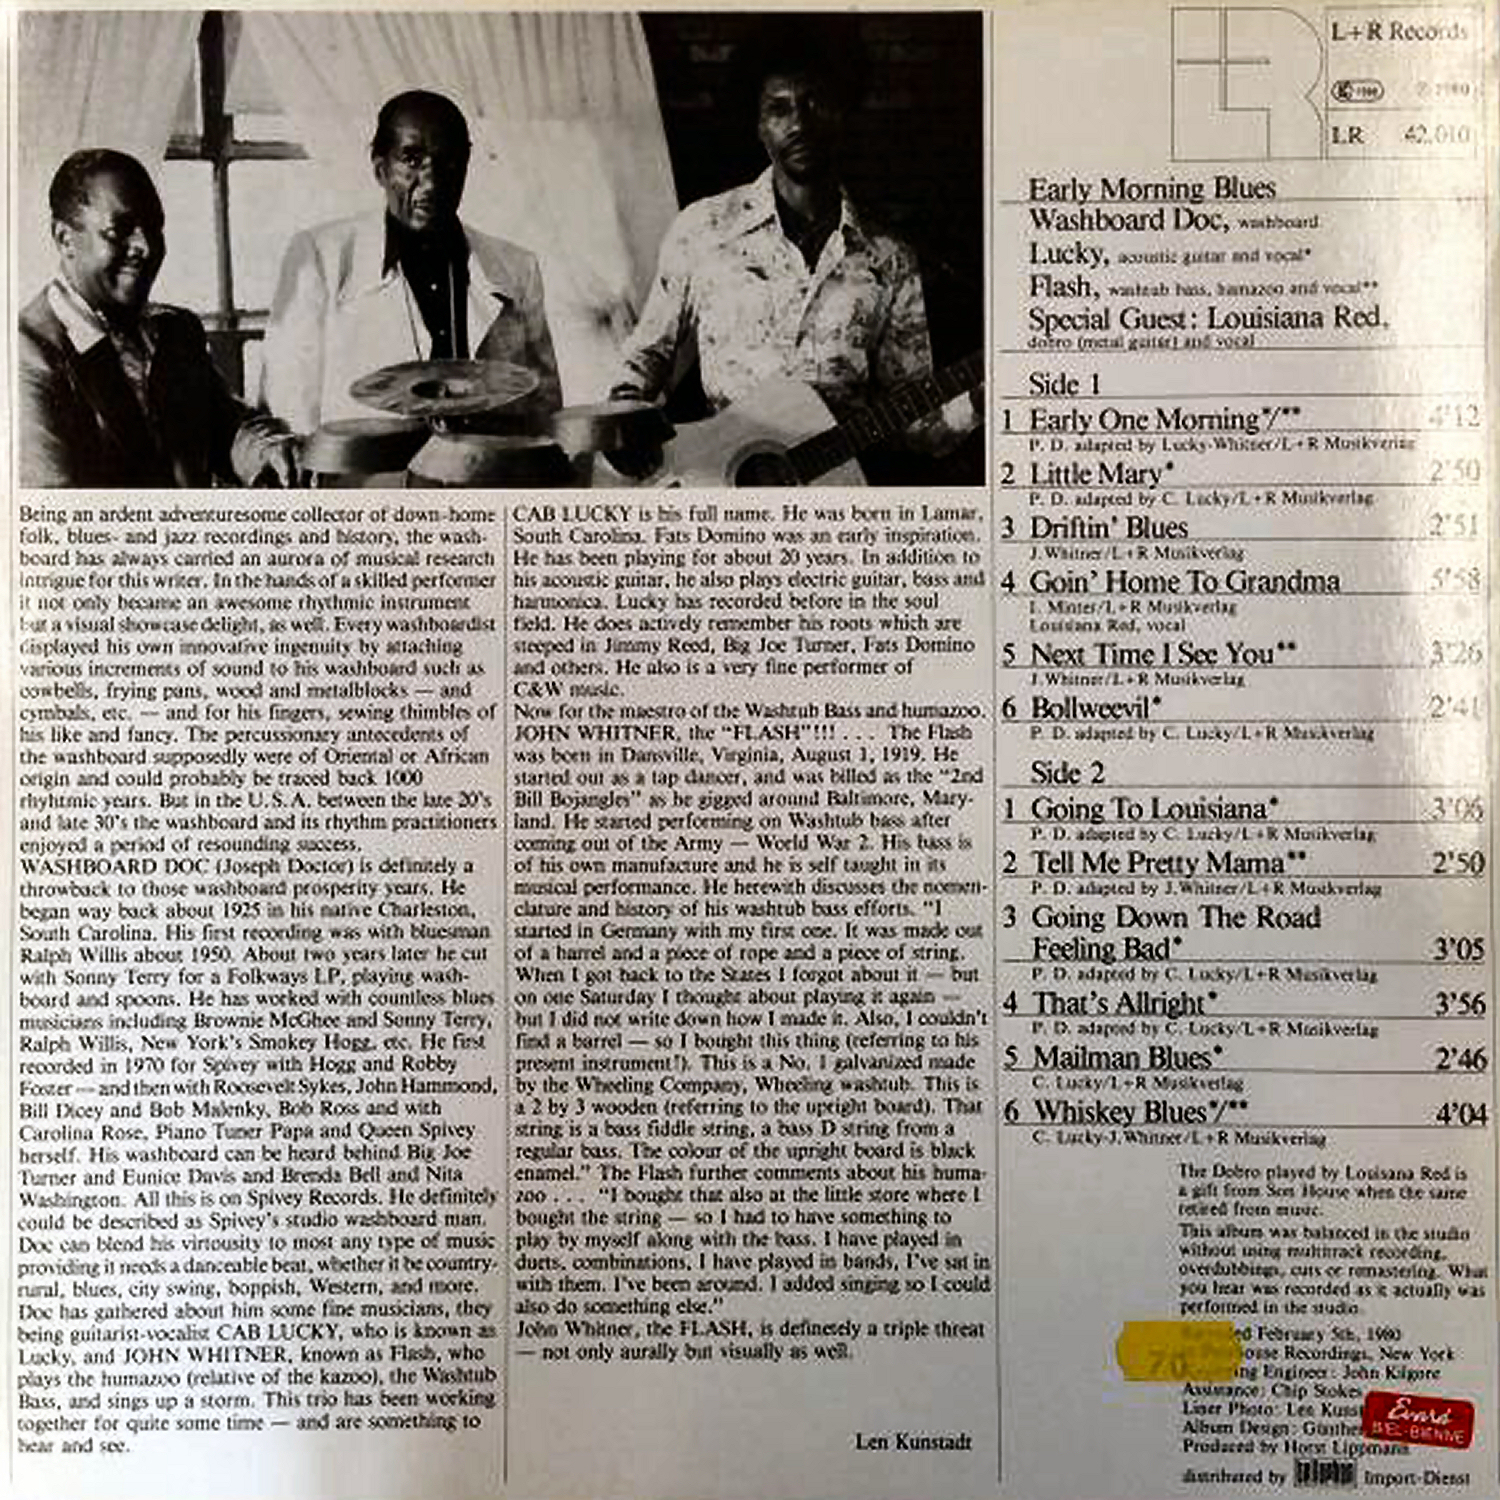 L+R Records
1980
LR 42.010
Early Morning Blues
Washboard Doc, washboard
Lucky, acoustic guitar and vocal*
Flash, washtub bass, humazoo and vocal**
Special Guest: Louisiana Red,
dobro (metal guitar) and vocal
Side 1
1 Early One Morning*/** 4'12
P. D. adapted by Lucky-Whitner/L+R Musikverlag
2 Little Mary* 2'50
P. D. adapted by C. Lucky/L+R Musikverlag
3 Driftin' Blues 2'51
J. Whitner/L+R Musikverlag
4 Goin' Home To Grandma 5'58
I. Minter/L+R Musikverlag
Louisiana Red, vocal
5 Next Time I See You** 3'26
J. Whitner/L+R Musikverlag
6 Bollweevil* 2'41
P. D. adapted by C. Lucky/L+R Musikverlag
Side 2
1 Going To Louisiana* 3'06
P. D. adapted by C. Lucky/L+R Musikverlag
2 Tell Me Pretty Mama** 2'50
P. D. adapted by J. Whitner/L+R Musikverlag
3 Going Down The Road
Feeling Bad* 3'05
P. D. adapted by C. Lucky/L+R Musikverlag
4 That's Allright* 3'56
P. D. adapted by C. Lucky/L+R Musikverlag
5 Mailman Blues* 2'46
C. Lucky/L+R Musikverlag
6 Whiskey Blues*/** 4'04
C. Lucky-J. Whitner/L+R Musikverlag
The Dobro played by Louisana Red is
a gift from Son House when the same
retired from music.
This album was balanced in the studio
without using multitrack recording,
overdubbings, cuts or remastering. What
you hear was recorded as it actually was
performed in the studio.
February 5th, 1980
Recordings, New York
Engineer: John Kilgore
Assistance: Chip Stokes
Liner Photo: Len
Album Design:
Produced by Horst Lippmann
distributed by Import-Dienst
70
Evard
BIEL-BIENNE
Being an ardent adventuresome collector of down-home
folk, blues- and jazz recordings and history, the wash-
board has always carried an aurora of musical research
intrigue for this writer. In the hands of a skilled performer
it not only became an awesome rhythmic instrument
but a visual showcase delight, as well. Every washboardist
displayed his own innovative ingenuity by attaching
various increments of sound to his washboard such as
cowbells, frying pans, wood and metalblocks — and
cymbals, etc. — and for his fingers, sewing thimbles of
his like and fancy. The percussionary antecedents of
the washboard supposedly were of Oriental or African
origin and could probably be traced back 1000
rhyhtmic years. But in the U. S. A. between the late 20's
and late 30's the washboard and its rhythm practitioners
enjoyed a period of resounding success.
WASHBOARD DOC (Joseph Doctor) is definitely a
throwback to those washboard prosperity years. He
began way back about 1925 in his native Charleston,
South Carolina. His first recording was with bluesman
Ralph Willis about 1950. About two years later he cut
with Sonny Terry for a Folkways LP, playing wash-
board and spoons. He has worked with countless blues
musicians including Brownie McGhee and Sonny Terry,
Ralph Willis, New York's Smokey Hogg, etc. He first
recorded in 1970 for Spivey with Hogg and Robby
Foster — and then with Roosevelt Sykes, John Hammond,
Bill Dicey and Bob Malenky, Bob Ross and with
Carolina Rose, Piano Tuner Papa and Queen Spivey
herself. His washboard can be heard behind Big Joe
Turner and Eunice Davis and Brenda Bell and Nita
Washington. All this is on Spivey Records. He definitely
could be described as Spivey's studio washboard man.
Doc can blend his virtousity to most any type of music
providing it needs a danceable beat, whether it be country-
rural, blues, city swing, boppish, Western, and more.
Doc has gathered about him some fine musicians, they
being guitarist-vocalist CAB LUCKY, who is known as
Lucky, and JOHN WHITNER, known as Flash, who
plays the humazoo (relative of the kazoo), the Washtub
Bass, and sings up a storm. This trio has been working
together for quite some time — and are something to
hear and see.
CAB LUCKY is his full name. He was born in Lamar,
South Carolina. Fats Domino was an early inspiration.
He has been playing for about 20 years. In addition to
his acoustic guitar, he also plays electric guitar, bass and
harmonica. Lucky has recorded before in the soul
field. He does actively remember his roots which are
steeped in Jimmy Reed, Big Joe Turner, Fats Domino
and others. He also is a very fine performer of
C&W music.
Now for the maestro of the Washtub Bass and humazoo,
JOHN WHITNER, the "FLASH"!!! . . . The Flash
was born in Dansville, Virginia, August 1, 1919. He
started out as a tap dancer, and was billed as the "2nd
Bill Bojangles" as he gigged around Baltimore, Mary-
land. He started performing on Washtub bass after
coming out of the Army — World War 2. His bass is
of his own manufacture and he is self taught in its
musical performance. He herewith discusses the nomen-
clature and history of his washtub bass efforts. "I
started in Germany with my first one. It was made out
of a barrel and a piece of rope and a piece of string.
When I got back to the States I forgot about it — but
on one Saturday I thought about playing it again —
but I did not write down how I made it. Also, I couldn't
find a barrel — so I bought this thing (referring to his
present instrument!). This is a No. 1 galvanized made
by the Wheeling Company, Wheeling washtub. This is
a 2 by 3 wooden (referring to the upright board). That
string is a bass fiddle string, a bass D string from a
regular bass. The colour of the upright board is black
enamel." The Flash further comments about his huma-
zoo . . . "I bought that also at the little store where I
bought the string — so I had to have something to
play by myself along with the bass. I have played in
duets, combinations, I have played in bands, I've sat in
with them. I've been around. I added singing so I could
also do something else."
John Whitner, the FLASH, is definetely a triple threat
— not only aurally but visually as well.
Len Kunstadt